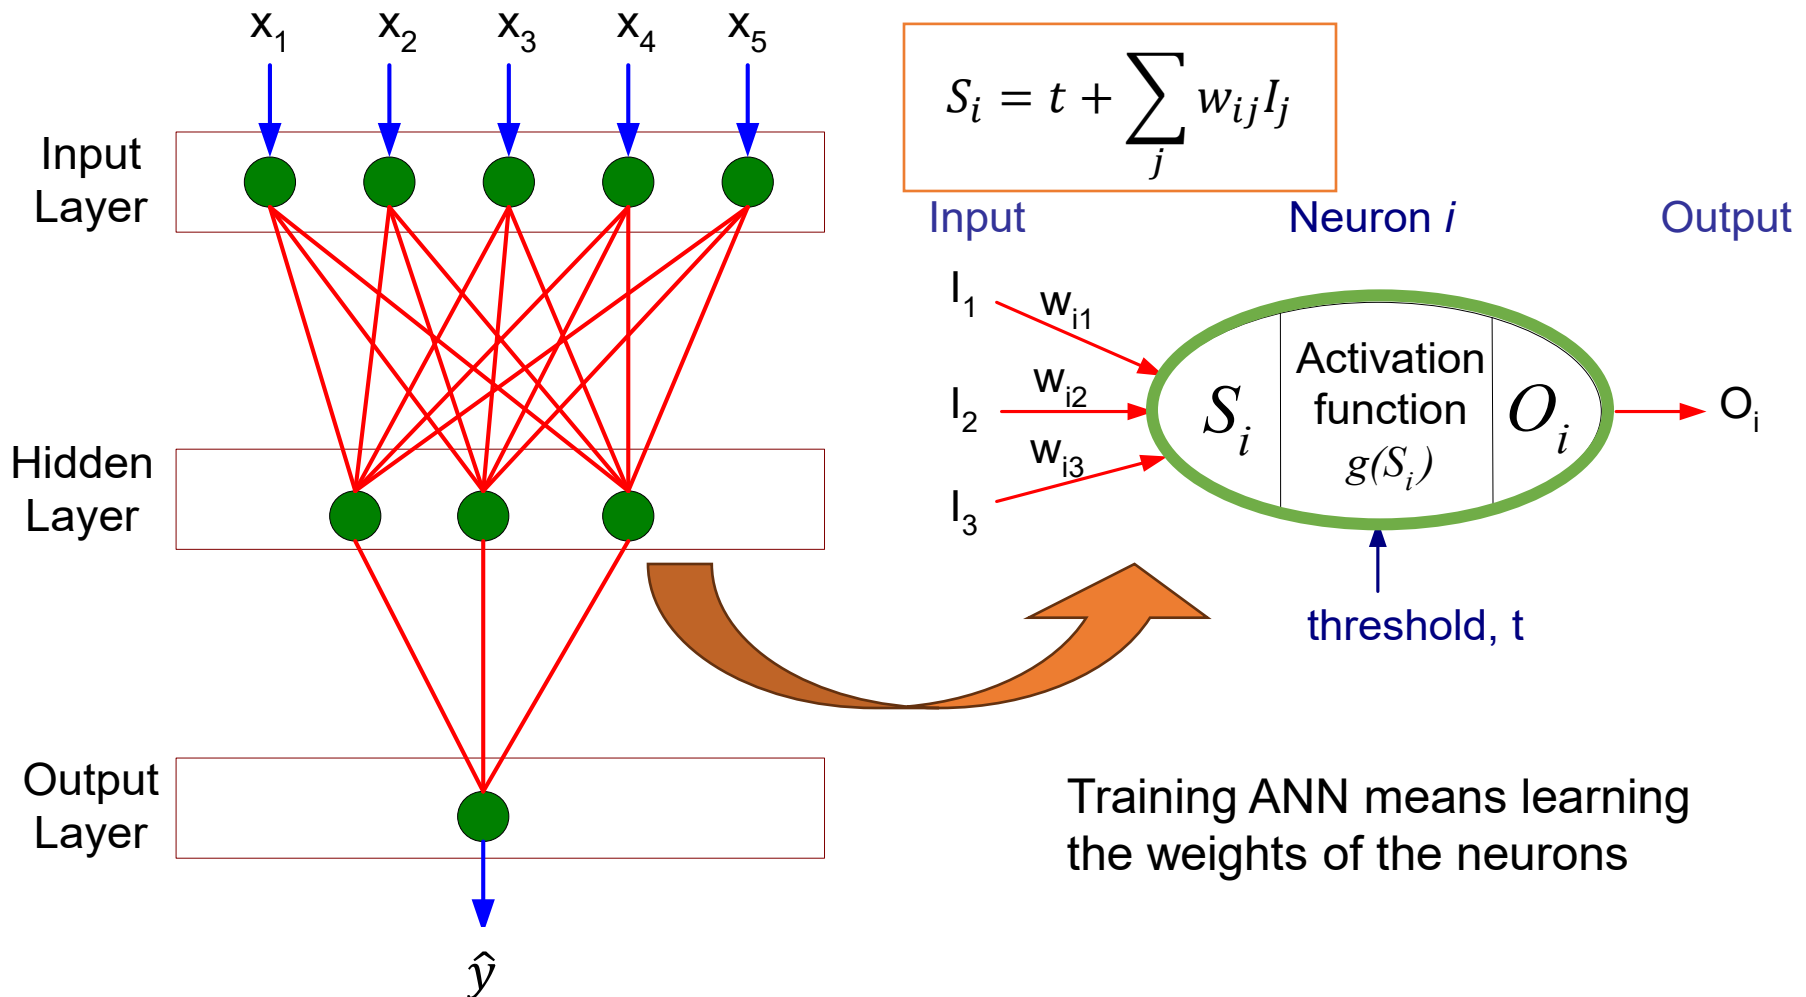 x₁ x₂ x₃ x₄ x₅
Input
Layer
Hidden
Layer
Output
Layer
ŷ
Sᵢ = t + ∑ⱼ wᵢⱼIⱼ
Input Neuron i Output
I₁
wᵢ₁
I₂
wᵢ₂
I₃
wᵢ₃
Sᵢ
Activation
function
g(Sᵢ)
Oᵢ
Oᵢ
threshold, t
Training ANN means learning
the weights of the neurons